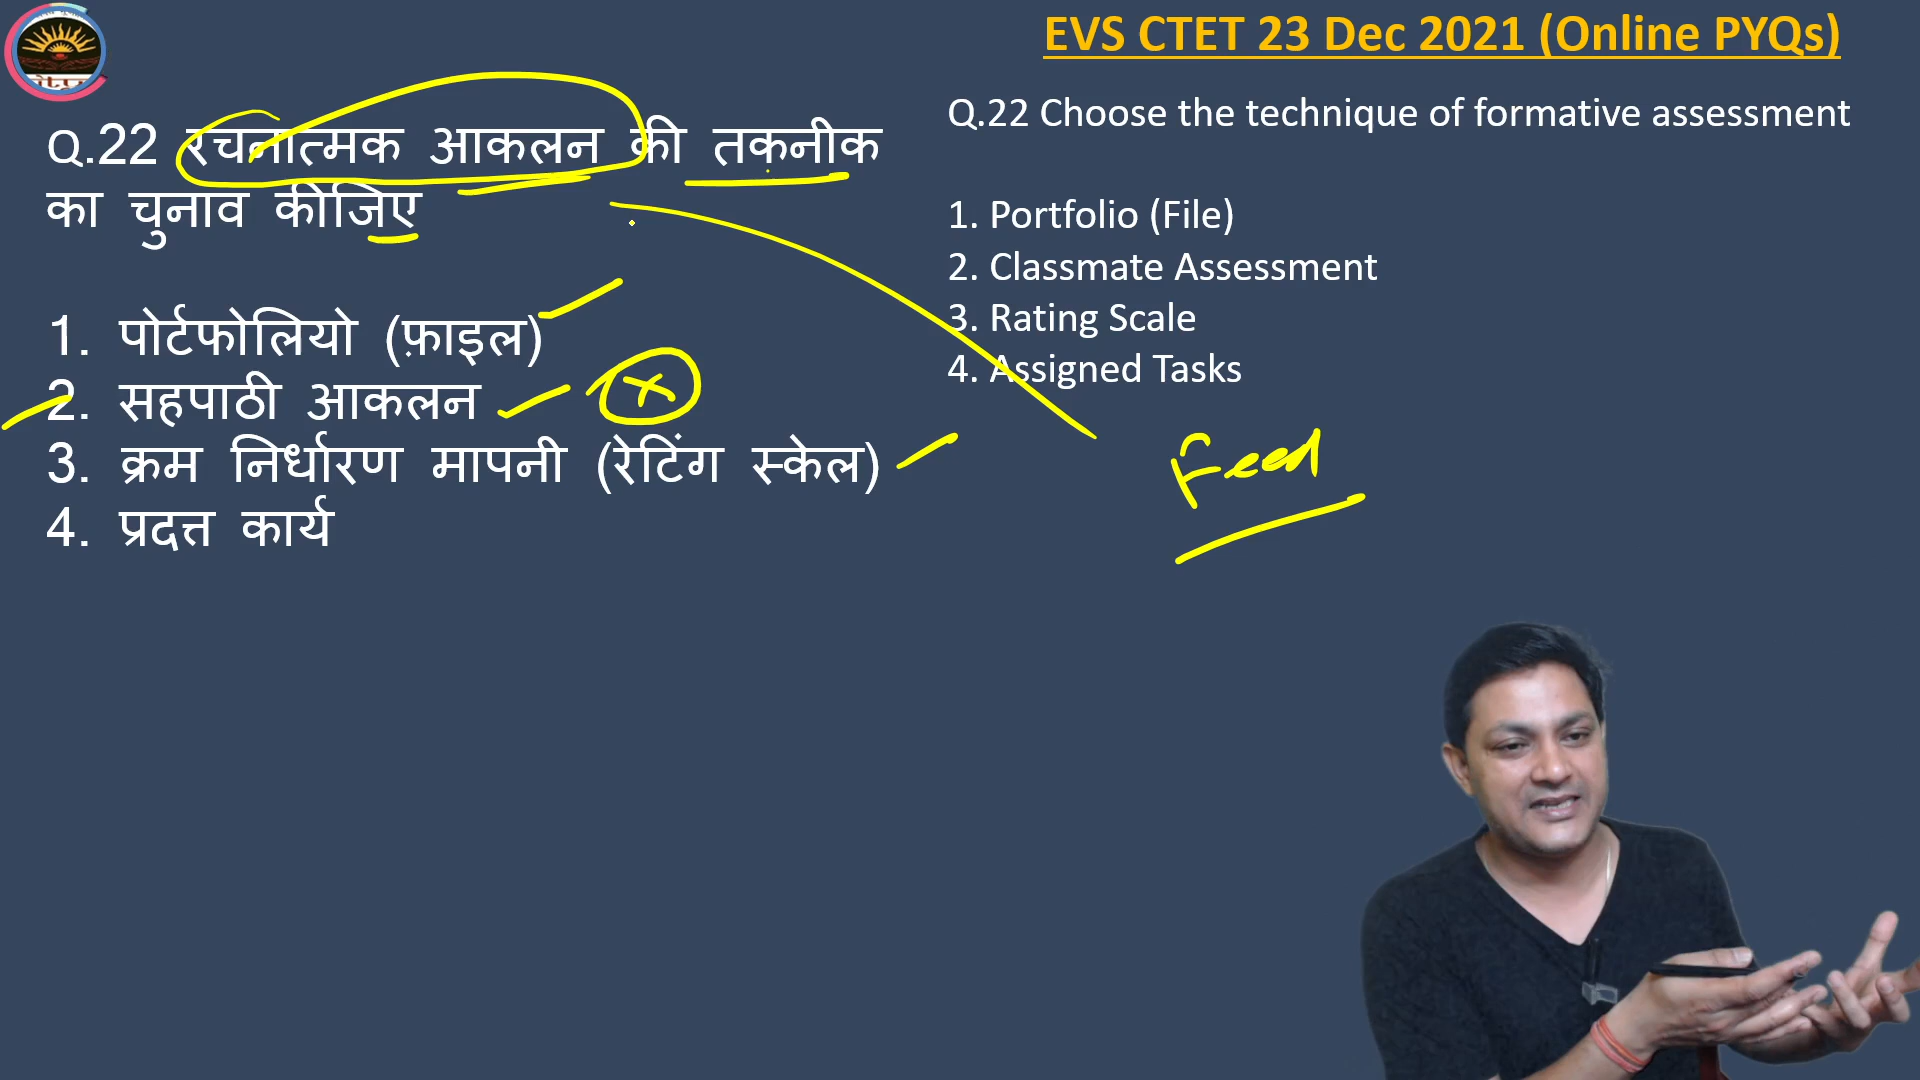 EVS CTET 23 Dec 2021 (Online PYQs)
Q.22 रचनात्मक आकलन की तकनीक
का चुनाव कीजिए
1. पोर्टफोलियो (फ़ाइल)
2. सहपाठी आकलन
3. क्रम निर्धारण मापनी (रेटिंग स्केल)
4. प्रदत्त कार्य
Q.22 Choose the technique of formative assessment
1. Portfolio (File)
2. Classmate Assessment
3. Rating Scale
4. Assigned Tasks
Feed